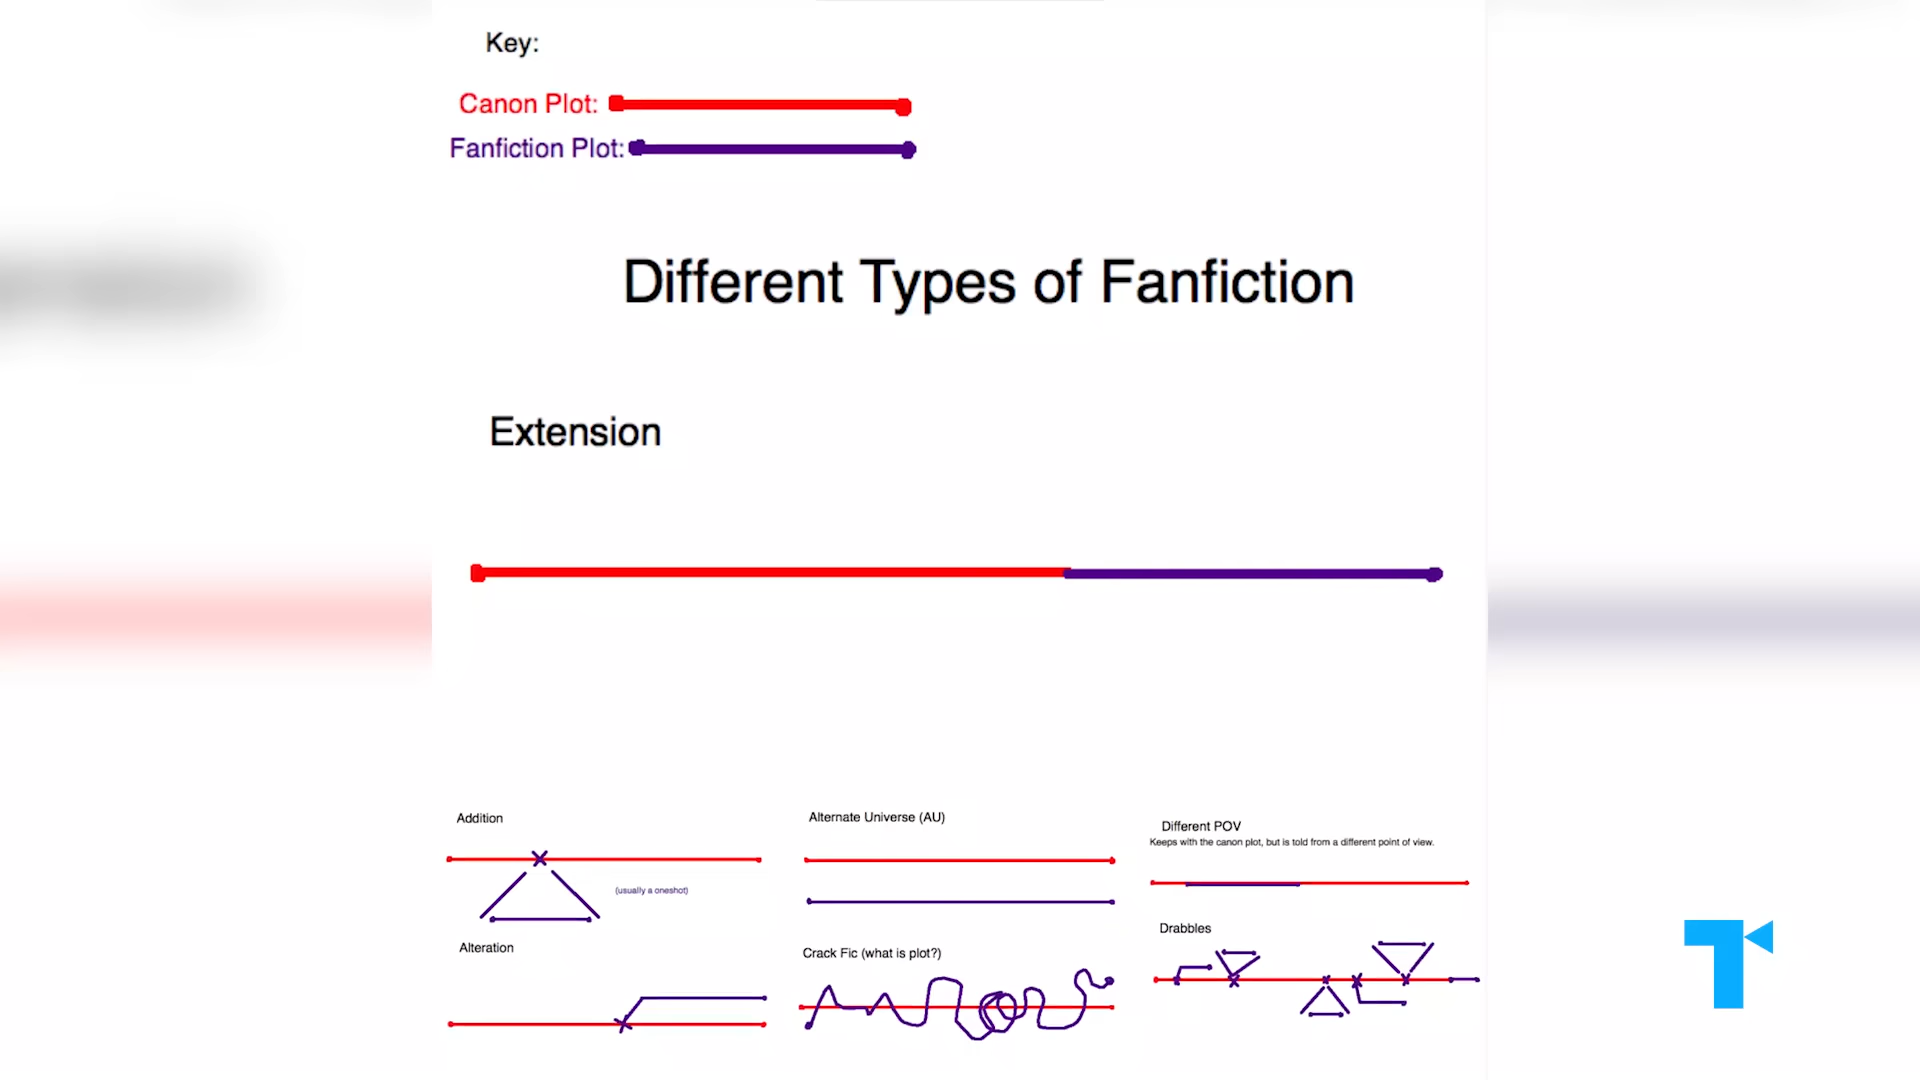 Key:
Canon Plot:
Fanfiction Plot:
Different Types of Fanfiction
Extension
Addition
(usually a oneshot)
Alteration
Alternate Universe (AU)
Crack Fic (what is plot?)
Different POV
Keeps with the canon plot, but is told from a different point of view.
Drabbles